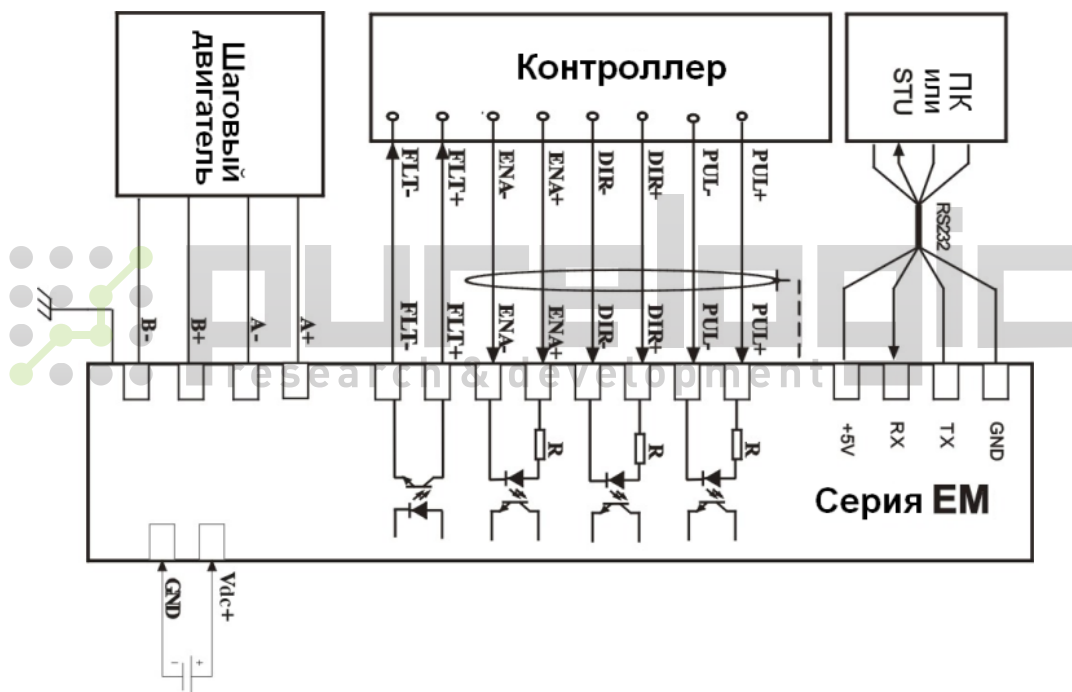 Шаговый
двигатель
Контроллер
ПК
или
STU
FLT-
FLT+
ENA-
ENA+
DIR-
DIR+
PUL-
PUL+
RS232
purelogic
research & development
B-
B+
A-
A+
FLT-
FLT+
ENA-
ENA+
DIR-
DIR+
PUL-
PUL+
+5V
RX
TX
GND
R
R
R
Серия EM
GND
Vdc+
- +